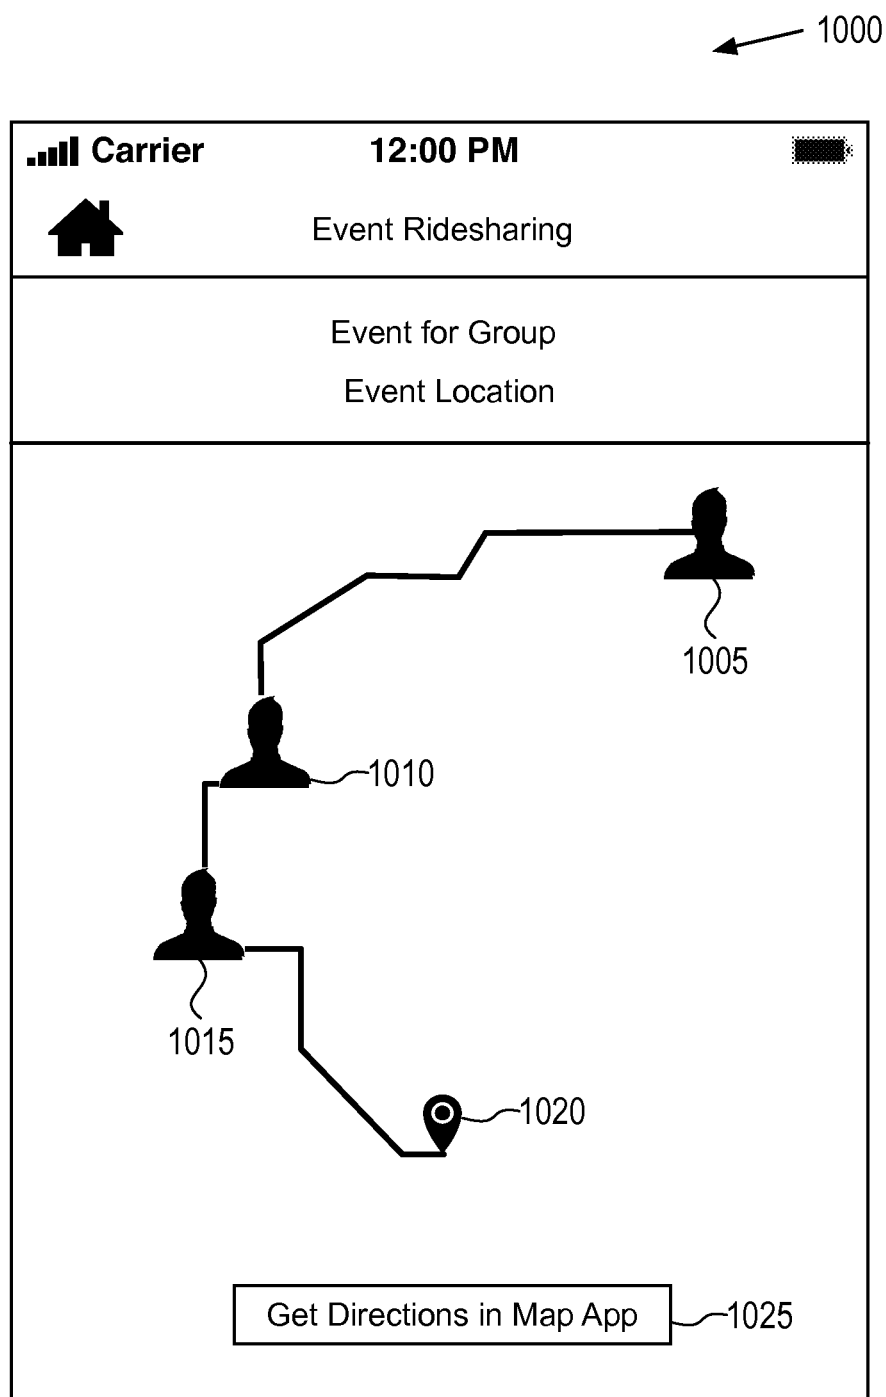 1000
Carrier 12:00 PM
Event Ridesharing
Event for Group
Event Location
1005
1010
1015
1020
Get Directions in Map App 1025